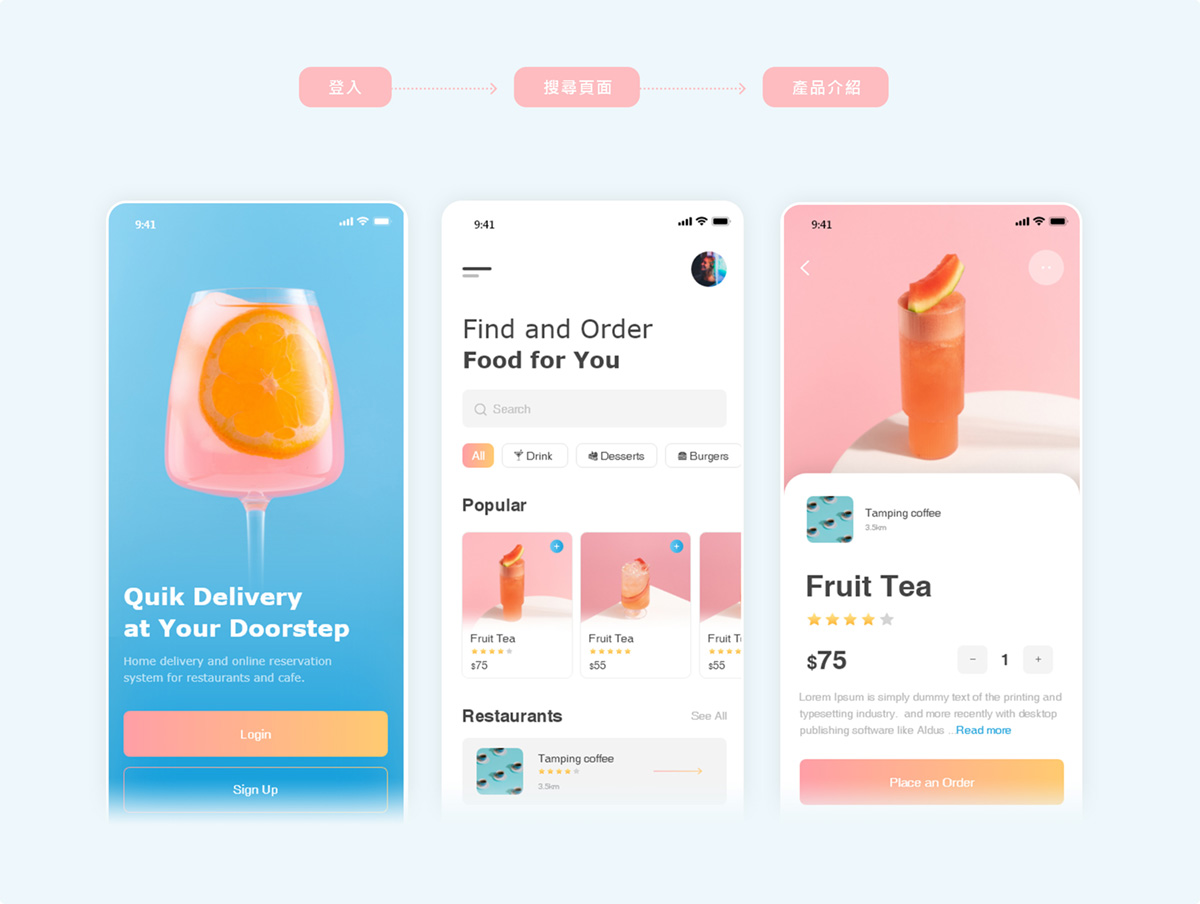 登入
搜尋頁面
產品介紹
9:41
Quik Delivery
at Your Doorstep
Home delivery and online reservation
system for restaurants and cafe.
Login
Sign Up
9:41
Find and Order
Food for You
Search
All
Drink
Desserts
Burgers
Popular
Fruit Tea
$75
Fruit Tea
$55
Fruit T
$55
Restaurants
See All
Tamping coffee
3.5km
9:41
Tamping coffee
3.5km
Fruit Tea
$75
− 1 +
Lorem Ipsum is simply dummy text of the printing and
typesetting industry. and more recently with desktop
publishing software like Aldus ...Read more
Place an Order